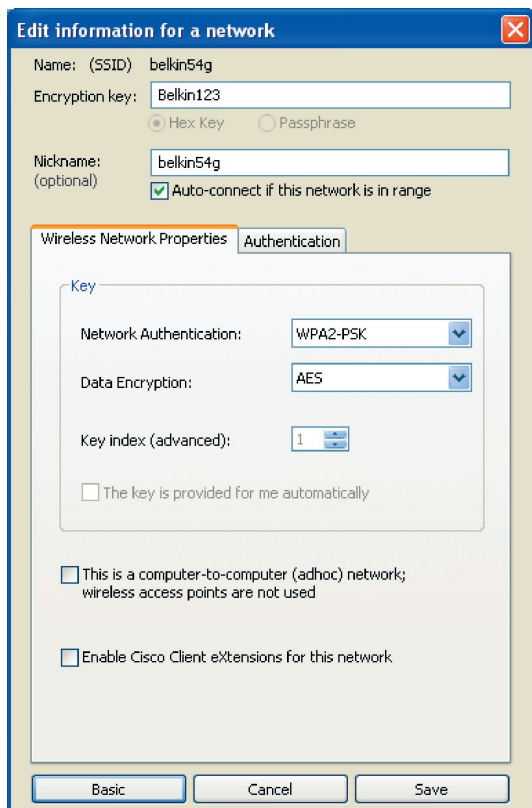 Edit information for a network
Name: (SSID) belkin54g
Encryption key: Belkin123
Hex Key Passphrase
Nickname: belkin54g
(optional)
Auto-connect if this network is in range
Wireless Network Properties Authentication
Key
Network Authentication: WPA2-PSK
Data Encryption: AES
Key index (advanced): 1
The key is provided for me automatically
This is a computer-to-computer (adhoc) network;
wireless access points are not used
Enable Cisco Client eXtensions for this network
Basic Cancel Save